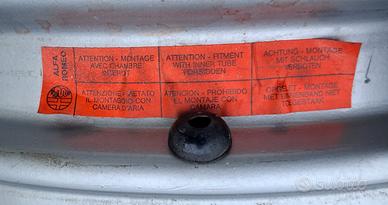 ALFA
ROMEO
ATTENTION - MONTAGE
AVEC CHAMBRE
INTERDIT
ATTENTION - FITMENT
WITH INNER TUBE
FORBIDDEN
ACHTUNG - MONTAGE
MIT SCHLAUCH
VERBOTEN
ATTENZIONE - VIETATO
IL MONTAGGIO CON
CAMERA D'ARIA
ATENCION - PROHIBIDO
EL MONTAJE CON
CAMARA
OPGELET - MONTAGE
MET BINNENBAND NIET
TOEGESTAAN
subito